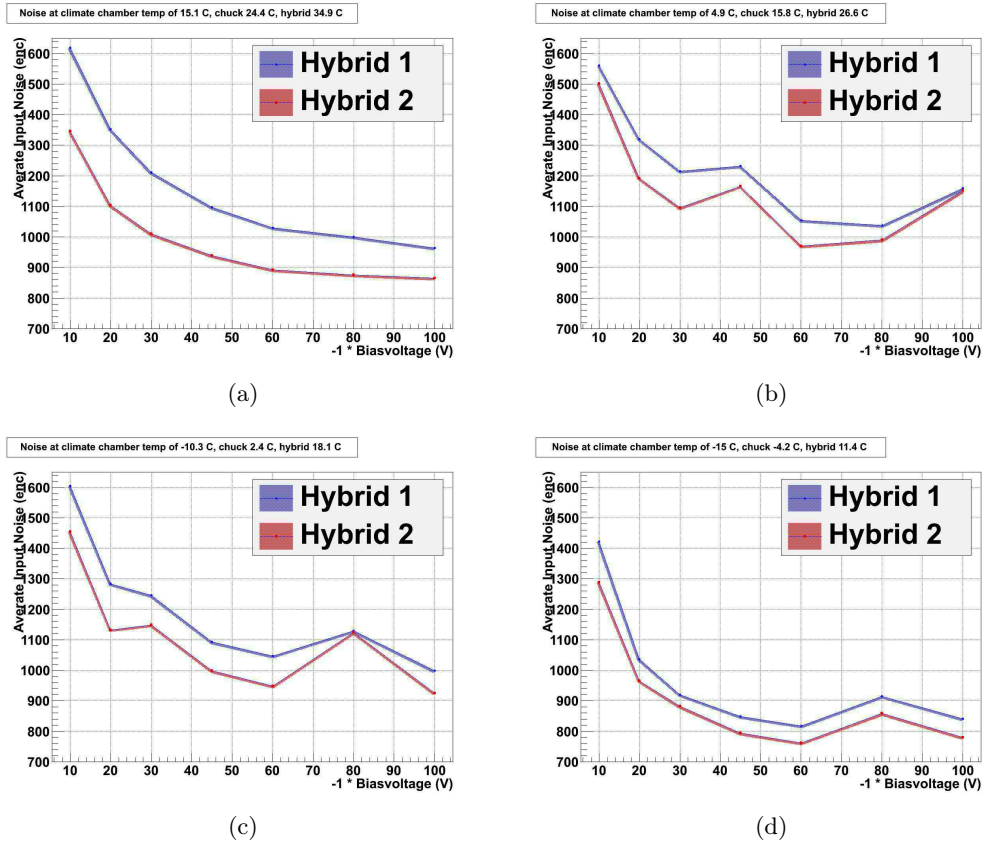 Noise at climate chamber temp of 15.1 C, chuck 24.4 C, hybrid 34.9 C
Averate Input Noise (enc)
1600
1500
1400
1300
1200
1100
1000
900
800
700
Hybrid 1
Hybrid 2
10 20 30 40 50 60 70 80 90 100
-1 * Biasvoltage (V)
(a)
Noise at climate chamber temp of 4.9 C, chuck 15.8 C, hybrid 26.6 C
Averate Input Noise (enc)
1600
1500
1400
1300
1200
1100
1000
900
800
700
Hybrid 1
Hybrid 2
10 20 30 40 50 60 70 80 90 100
-1 * Biasvoltage (V)
(b)
Noise at climate chamber temp of -10.3 C, chuck 2.4 C, hybrid 18.1 C
Averate Input Noise (enc)
1600
1500
1400
1300
1200
1100
1000
900
800
700
Hybrid 1
Hybrid 2
10 20 30 40 50 60 70 80 90 100
-1 * Biasvoltage (V)
(c)
Noise at climate chamber temp of -15 C, chuck -4.2 C, hybrid 11.4 C
Averate Input Noise (enc)
1600
1500
1400
1300
1200
1100
1000
900
800
700
Hybrid 1
Hybrid 2
10 20 30 40 50 60 70 80 90 100
-1 * Biasvoltage (V)
(d)